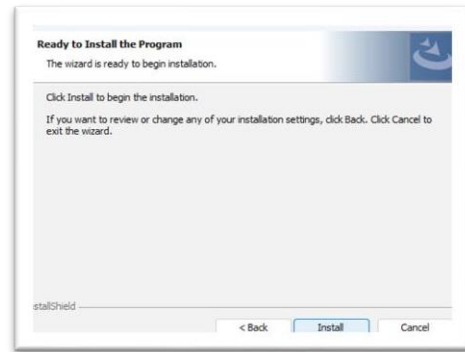 Ready to Install the Program
The wizard is ready to begin installation.
Click Install to begin the installation.
If you want to review or change any of your installation settings, click Back. Click Cancel to
exit the wizard.
stallShield
< Back Install Cancel